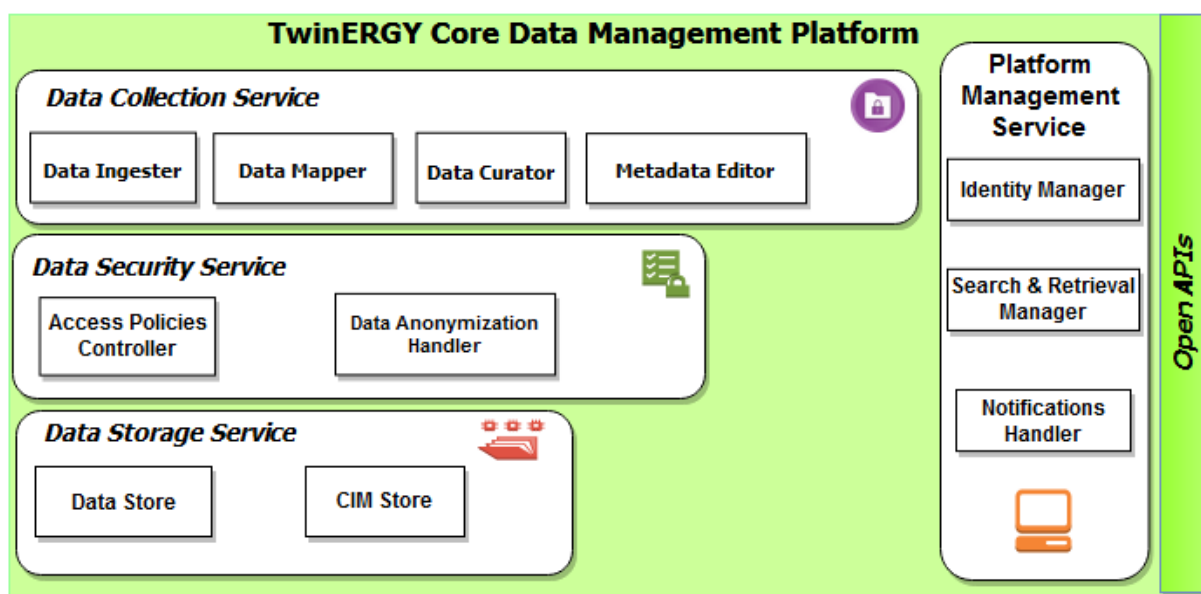 TwinERGY Core Data Management Platform
Data Collection Service
Data Ingester
Data Mapper
Data Curator
Metadata Editor
Data Security Service
Access Policies
Controller
Data Anonymization
Handler
Data Storage Service
Data Store
CIM Store
Platform
Management
Service
Identity Manager
Search & Retrieval
Manager
Notifications
Handler
Open APIs